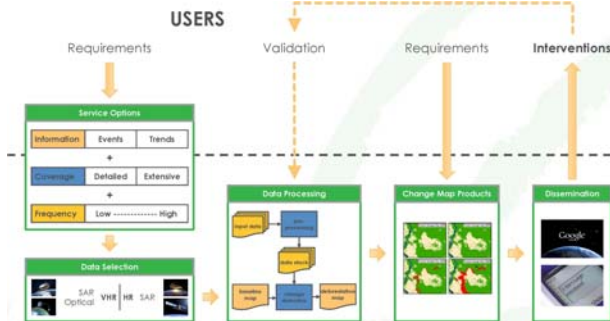 USERS
Requirements
Validation
Requirements
Interventions
Service Options
Information Events Trends
+
Coverage Detailed Extensive
+
Frequency Low ------------- High
Data Selection
SAR
Optical VHR HR SAR
Data Processing
input data
pre
processing
data stack
baseline
map
change
detection
deforestation
map
Change Map Products
Dissemination
Google